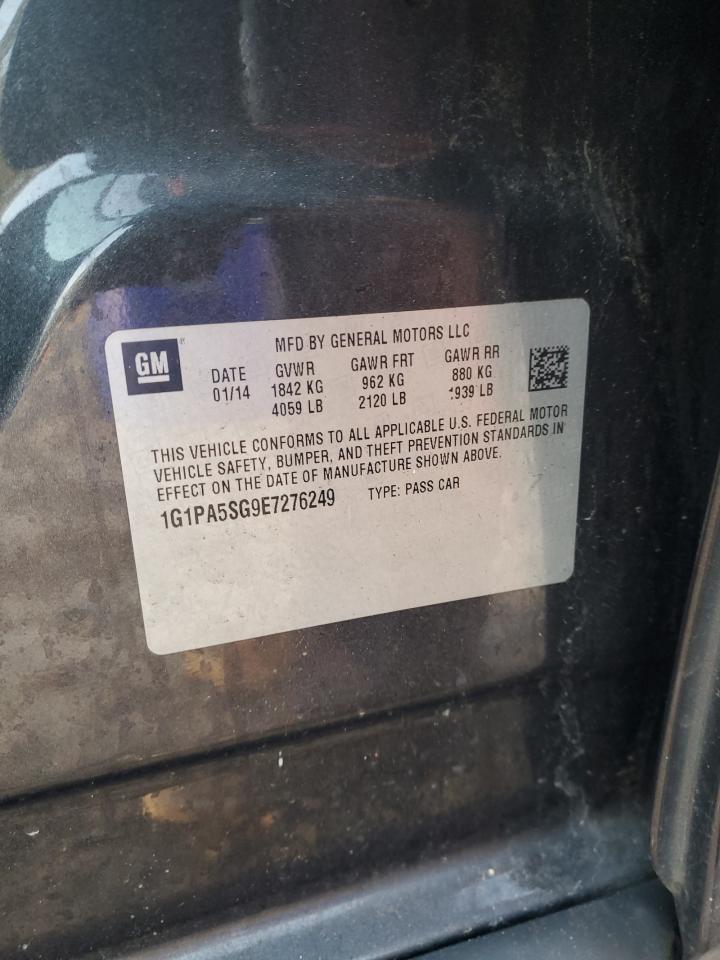 GM
MFD BY GENERAL MOTORS LLC
DATE GVWR GAWR FRT GAWR RR
01/14 1842 KG 962 KG 880 KG
4059 LB 2120 LB 1939 LB
THIS VEHICLE CONFORMS TO ALL APPLICABLE U.S. FEDERAL MOTOR
VEHICLE SAFETY, BUMPER, AND THEFT PREVENTION STANDARDS IN
EFFECT ON THE DATE OF MANUFACTURE SHOWN ABOVE.
1G1PA5SG9E7276249 TYPE: PASS CAR